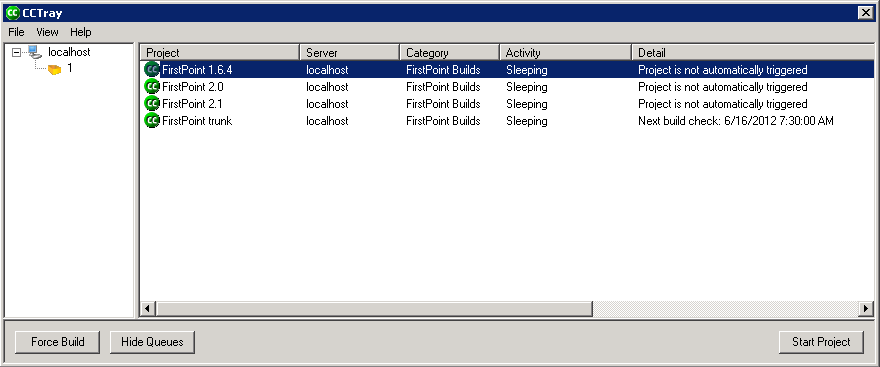 CCTray
File View Help
localhost
1
Project Server Category Activity Detail
FirstPoint 1.6.4 localhost FirstPoint Builds Sleeping Project is not automatically triggered
FirstPoint 2.0 localhost FirstPoint Builds Sleeping Project is not automatically triggered
FirstPoint 2.1 localhost FirstPoint Builds Sleeping Project is not automatically triggered
FirstPoint trunk localhost FirstPoint Builds Sleeping Next build check: 6/16/2012 7:30:00 AM
Force Build Hide Queues Start Project